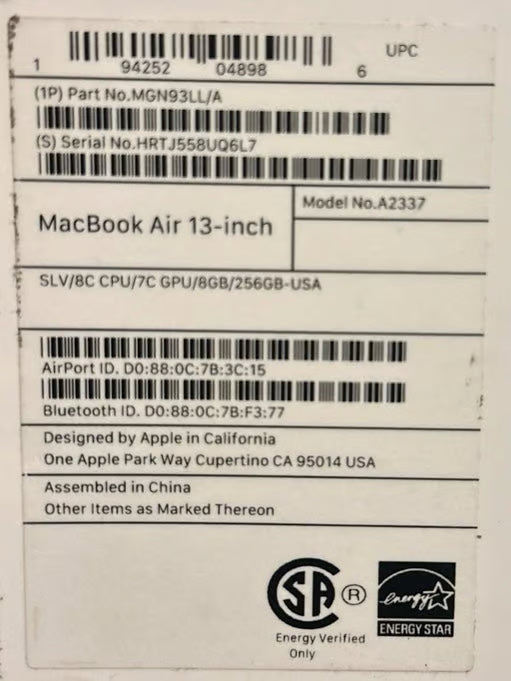 1 94252 04898 6 UPC
(1P) Part No.MGN93LL/A
(S) Serial No.HRTJ558UQ6L7
MacBook Air 13-inch
Model No.A2337
SLV/8C CPU/7C GPU/8GB/256GB-USA
AirPort ID. D0:88:0C:7B:3C:15
Bluetooth ID. D0:88:0C:7B:F3:77
Designed by Apple in California
One Apple Park Way Cupertino CA 95014 USA
Assembled in China
Other Items as Marked Thereon
SA ®
Energy Verified
Only
energy
ENERGY STAR